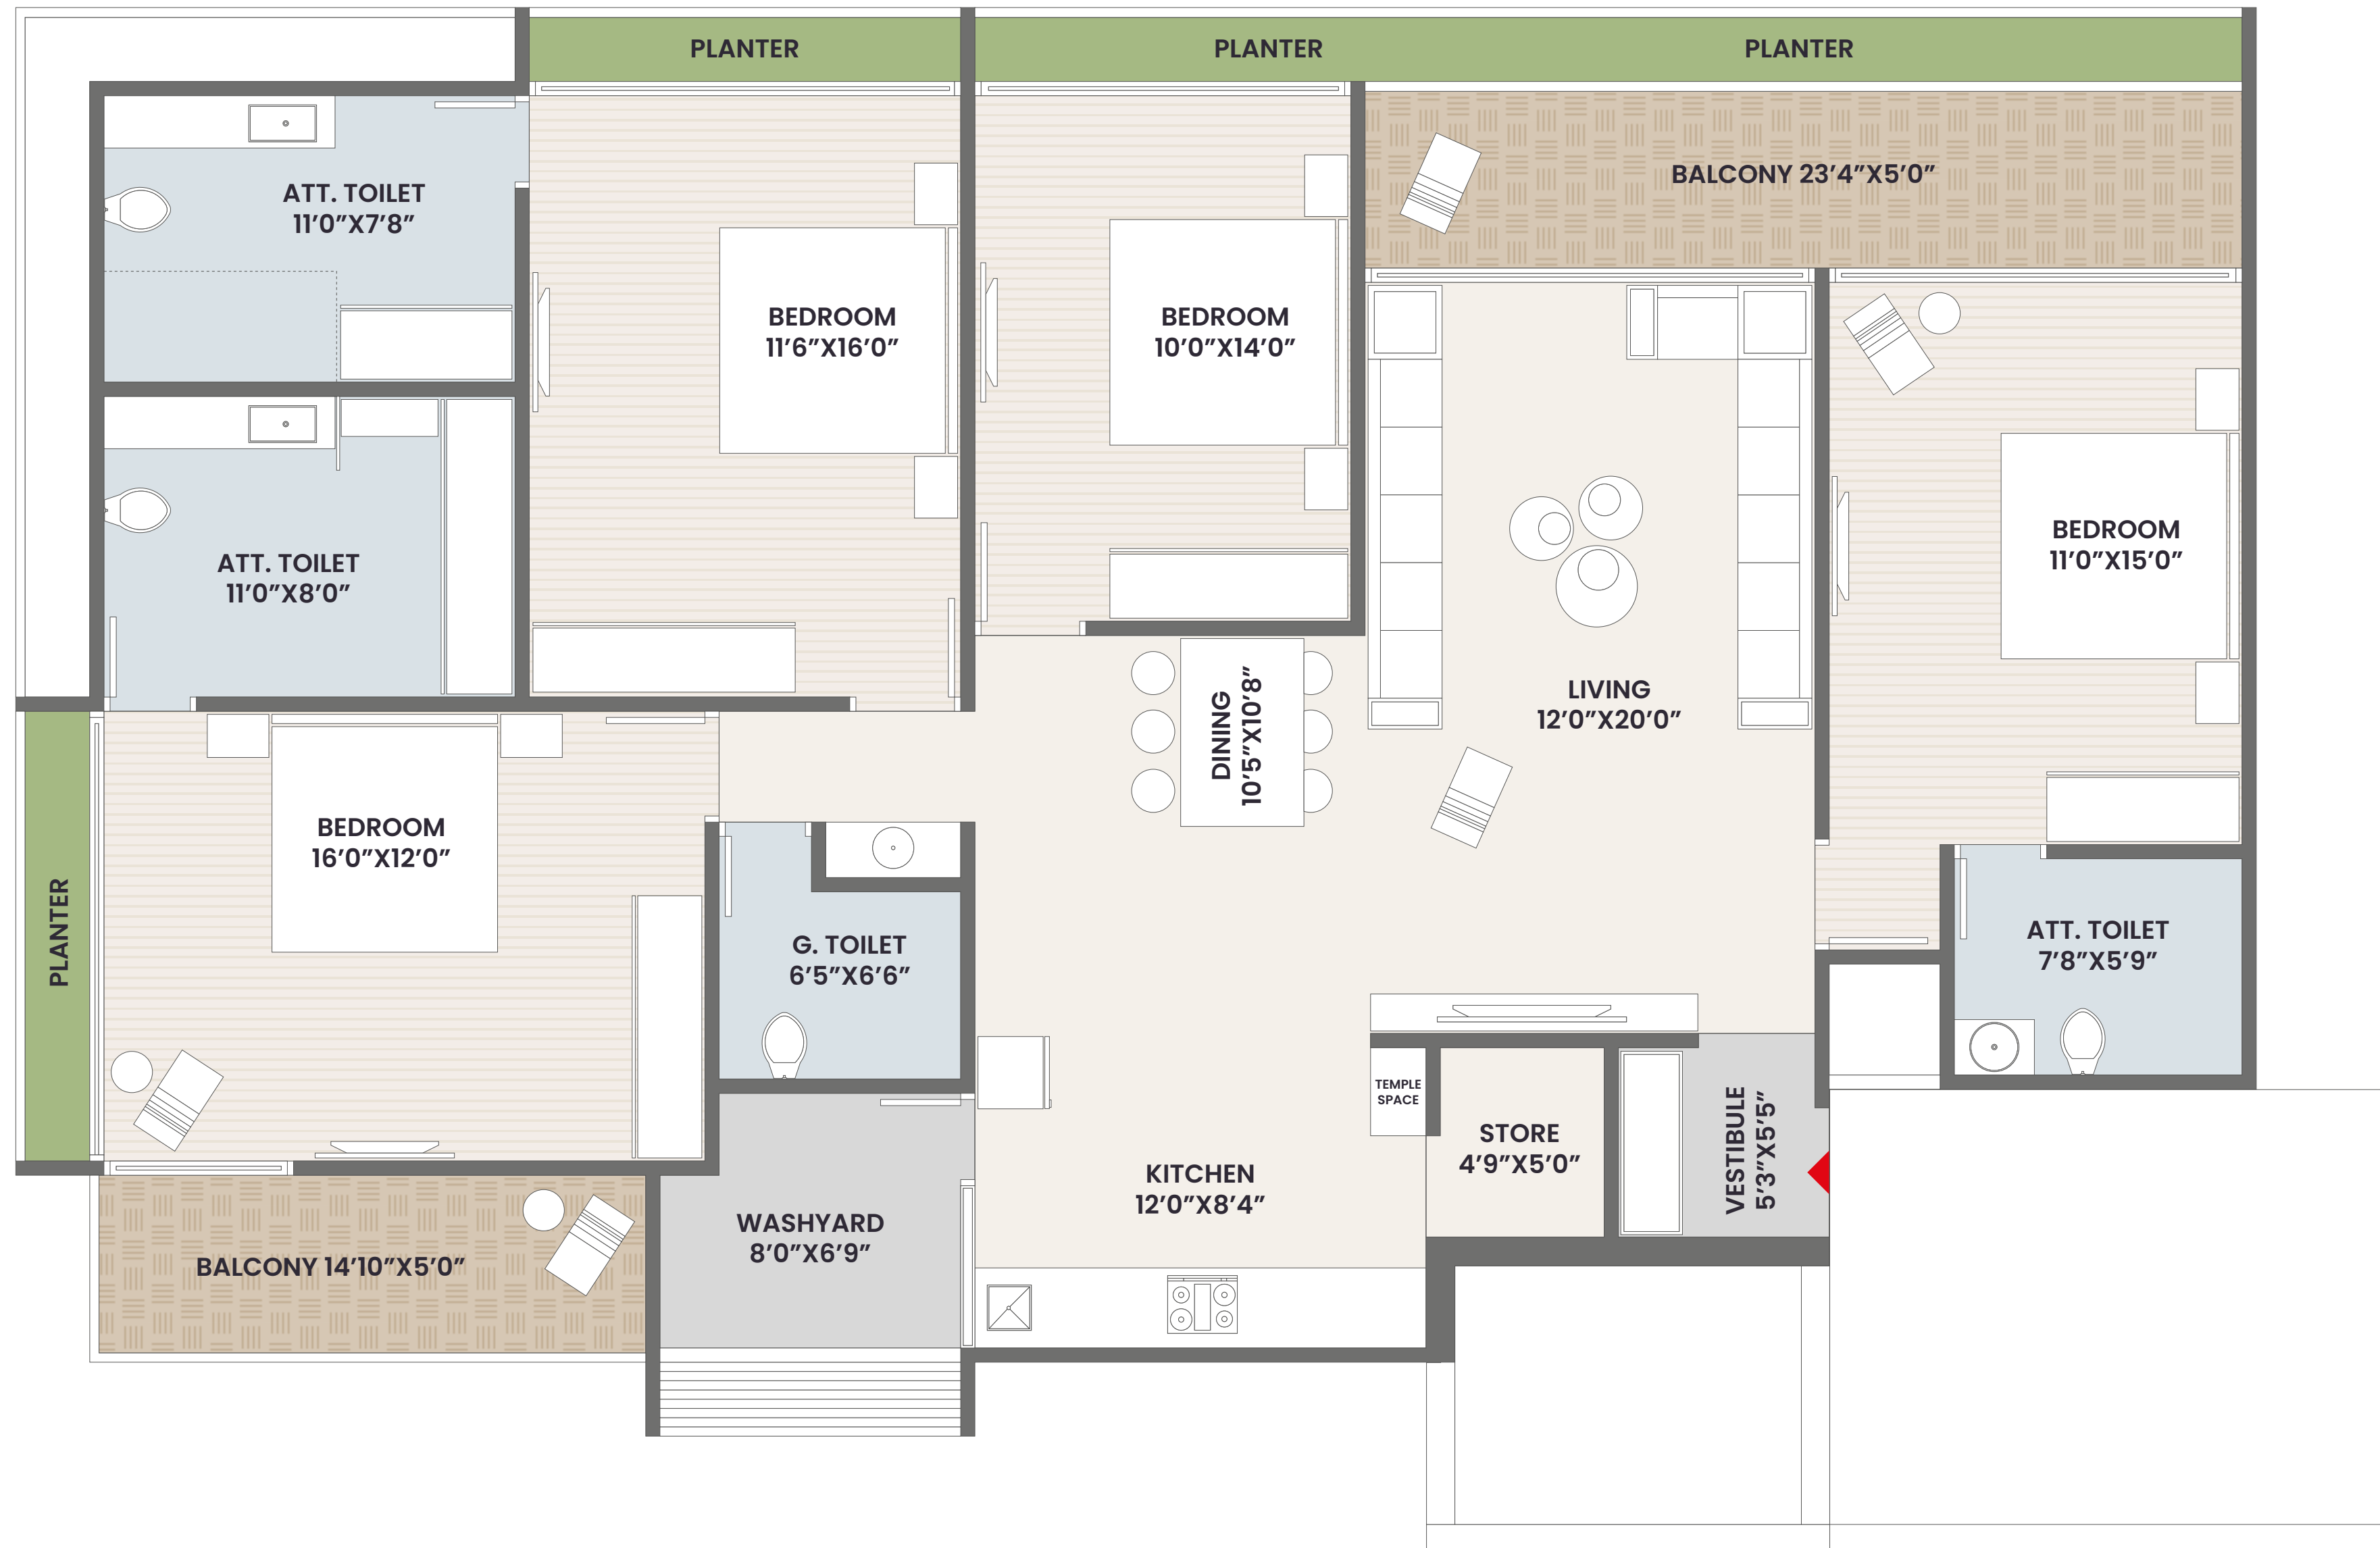 PLANTER
PLANTER
PLANTER
BALCONY 23’4”X5’0”
ATT. TOILET
11’0”X7’8”
BEDROOM
11’6”X16’0”
BEDROOM
10’0”X14’0”
BEDROOM
11’0”X15’0”
ATT. TOILET
11’0”X8’0”
LIVING
12’0”X20’0”
DINING
10’5”X10’8”
BEDROOM
16’0”X12’0”
PLANTER
G. TOILET
6’5”X6’6”
ATT. TOILET
7’8”X5’9”
TEMPLE
SPACE
STORE
4’9”X5’0”
VESTIBULE
5’3”X5’5”
KITCHEN
12’0”X8’4”
WASHYARD
8’0”X6’9”
BALCONY 14’10”X5’0”